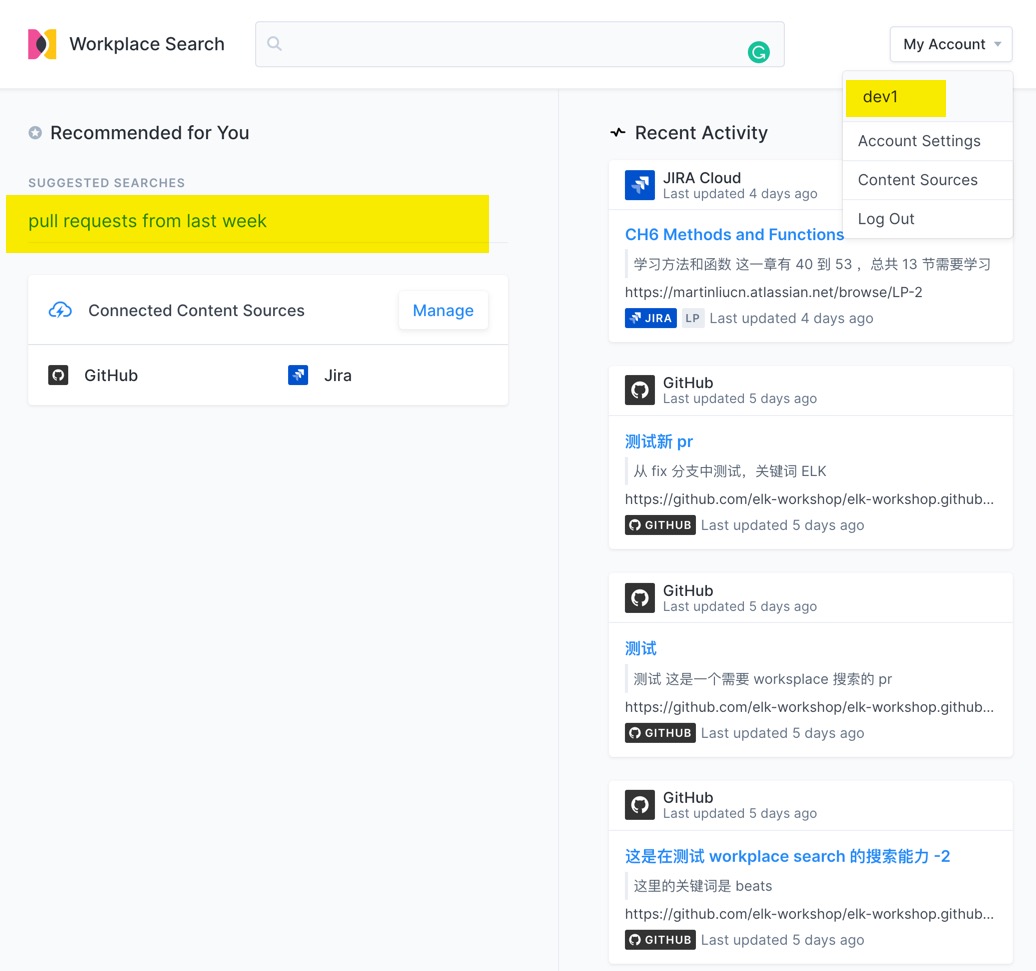 Workplace Search
My Account
dev1
Account Settings
Content Sources
Log Out
Recommended for You
SUGGESTED SEARCHES
pull requests from last week
Connected Content Sources
Manage
GitHub
Jira
Recent Activity
JIRA Cloud
Last updated 4 days ago
CH6 Methods and Functions
学习方法和函数 这一章有 40 到 53 ，总共 13 节需要学习
https://martinliucn.atlassian.net/browse/LP-2
JIRA LP Last updated 4 days ago
GitHub
Last updated 5 days ago
测试新 pr
从 fix 分支中测试，关键词 ELK
https://github.com/elk-workshop/elk-workshop.github...
GITHUB Last updated 5 days ago
GitHub
Last updated 5 days ago
测试
测试 这是一个需要 worksplace 搜索的 pr
https://github.com/elk-workshop/elk-workshop.github...
GITHUB Last updated 5 days ago
GitHub
Last updated 5 days ago
这是在测试 workplace search 的搜索能力 -2
这里的关键词是 beats
https://github.com/elk-workshop/elk-workshop.github...
GITHUB Last updated 5 days ago